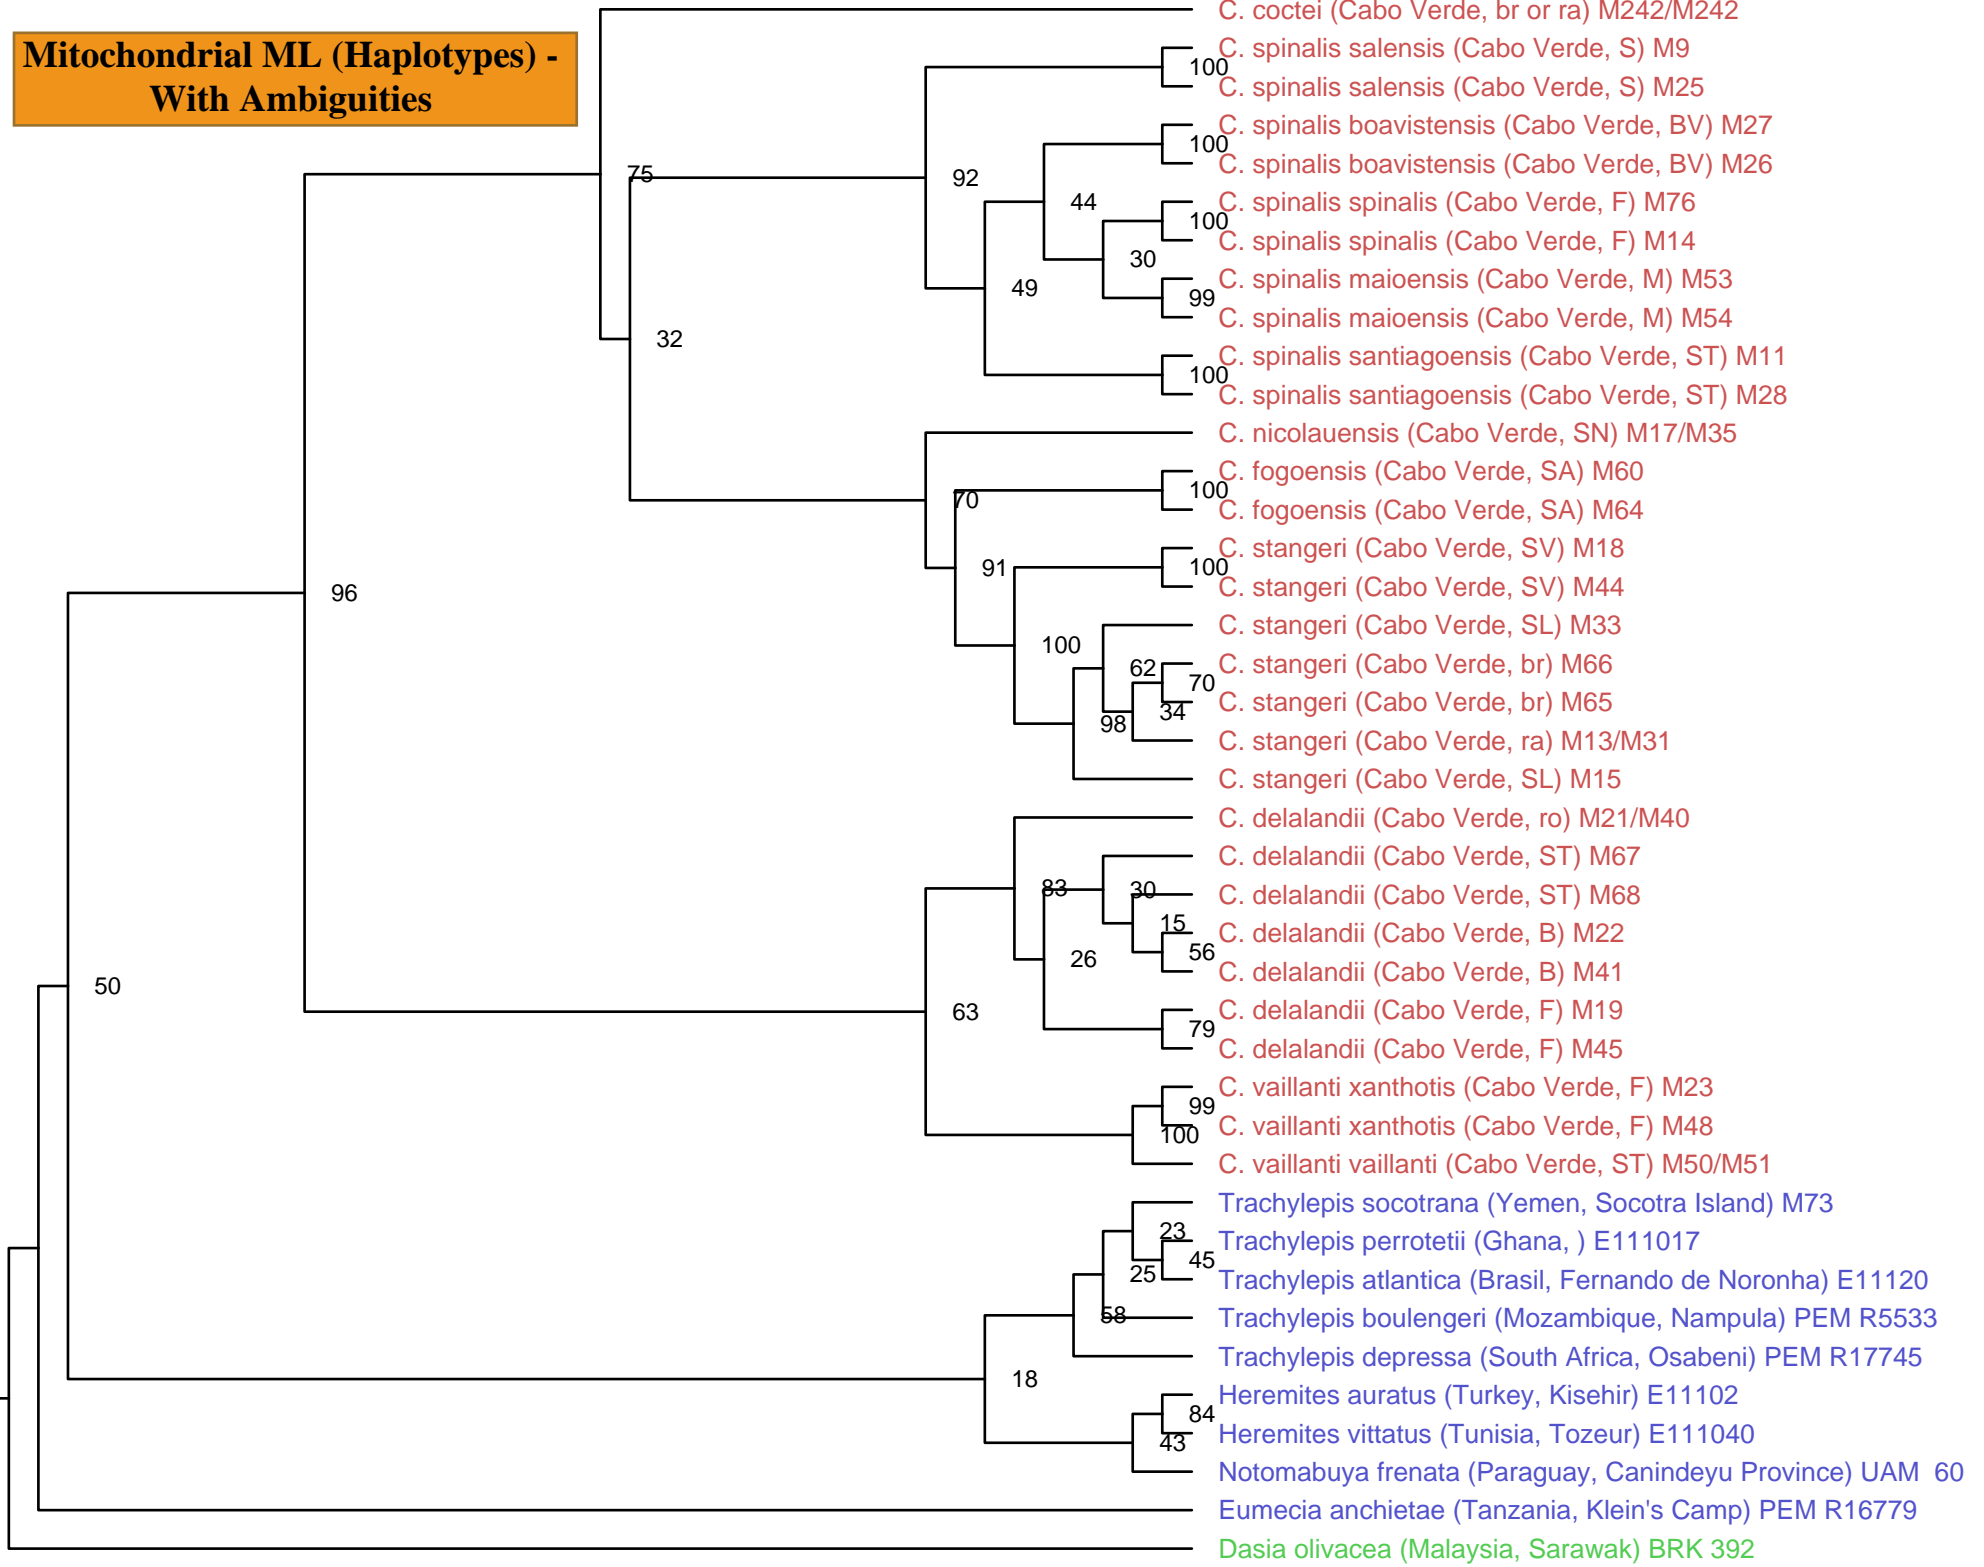 Mitochondrial ML (Haplotypes) -
With Ambiguities
C. coctei (Cabo Verde, br or ra) M242/M242
C. spinalis salensis (Cabo Verde, S) M9
100
C. spinalis salensis (Cabo Verde, S) M25
C. spinalis boavistensis (Cabo Verde, BV) M27
100
C. spinalis boavistensis (Cabo Verde, BV) M26
75
92
44
C. spinalis spinalis (Cabo Verde, F) M76
100
C. spinalis spinalis (Cabo Verde, F) M14
30
C. spinalis maioensis (Cabo Verde, M) M53
49
99
C. spinalis maioensis (Cabo Verde, M) M54
32
C. spinalis santiagoensis (Cabo Verde, ST) M11
100
C. spinalis santiagoensis (Cabo Verde, ST) M28
C. nicolauensis (Cabo Verde, SN) M17/M35
C. fogoensis (Cabo Verde, SA) M60
70
100
C. fogoensis (Cabo Verde, SA) M64
C. stangeri (Cabo Verde, SV) M18
91
100
C. stangeri (Cabo Verde, SV) M44
96
C. stangeri (Cabo Verde, SL) M33
100
62
C. stangeri (Cabo Verde, br) M66
70
C. stangeri (Cabo Verde, br) M65
34
98
C. stangeri (Cabo Verde, ra) M13/M31
C. stangeri (Cabo Verde, SL) M15
C. delalandii (Cabo Verde, ro) M21/M40
C. delalandii (Cabo Verde, ST) M67
83
30
C. delalandii (Cabo Verde, ST) M68
15
C. delalandii (Cabo Verde, B) M22
56
26
C. delalandii (Cabo Verde, B) M41
50
63
C. delalandii (Cabo Verde, F) M19
79
C. delalandii (Cabo Verde, F) M45
C. vaillanti xanthotis (Cabo Verde, F) M23
99
C. vaillanti xanthotis (Cabo Verde, F) M48
100
C. vaillanti vaillanti (Cabo Verde, ST) M50/M51
Trachylepis socotrana (Yemen, Socotra Island) M73
23
Trachylepis perrotetii (Ghana, ) E111017
45
25
Trachylepis atlantica (Brasil, Fernando de Noronha) E11120
58
Trachylepis boulengeri (Mozambique, Nampula) PEM R5533
Trachylepis depressa (South Africa, Osabeni) PEM R17745
18
Heremites auratus (Turkey, Kisehir) E11102
84
Heremites vittatus (Tunisia, Tozeur) E111040
43
Notomabuya frenata (Paraguay, Canindeyu Province) UAM  60
Eumecia anchietae (Tanzania, Klein's Camp) PEM R16779
Dasia olivacea (Malaysia, Sarawak) BRK 392